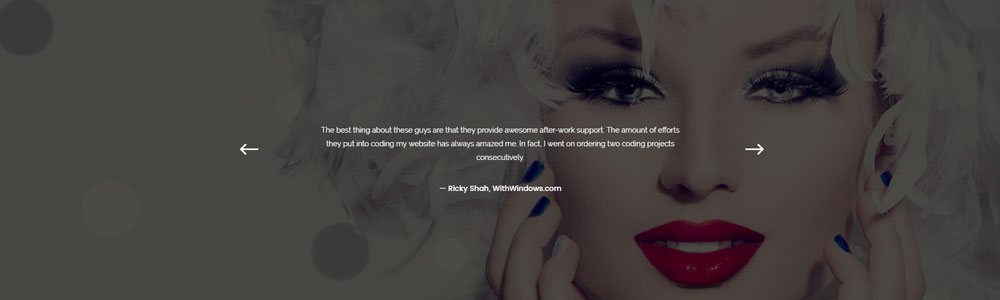 The best thing about these guys are that they provide awesome after-work support. The amount of efforts
they put into coding my website has always amazed me. In fact, I went on ordering two coding projects
consecutively.
— Ricky Shah, WithWindows.com